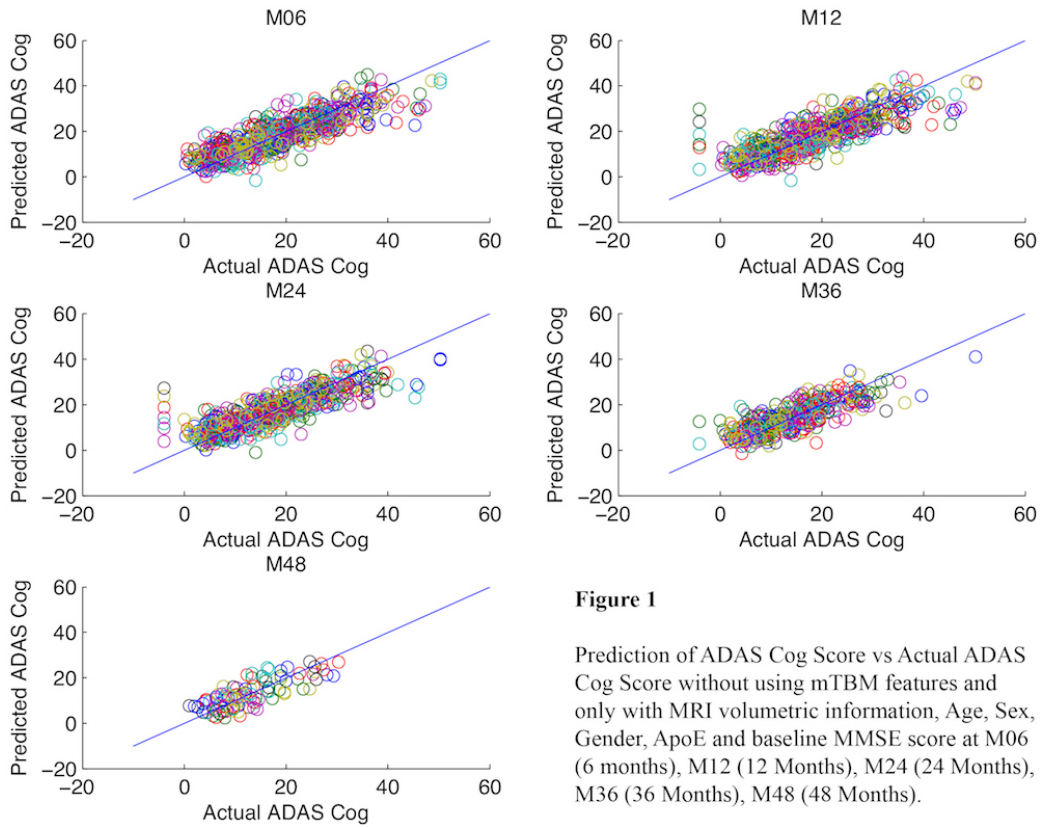 M06
60
40
20
0
−20
−20 0 20 40 60
Predicted ADAS Cog
Actual ADAS Cog
M12
60
40
20
0
−20
−20 0 20 40 60
Predicted ADAS Cog
Actual ADAS Cog
M24
60
40
20
0
−20
−20 0 20 40 60
Predicted ADAS Cog
Actual ADAS Cog
M36
60
40
20
0
−20
−20 0 20 40 60
Predicted ADAS Cog
Actual ADAS Cog
M48
60
40
20
0
−20
−20 0 20 40 60
Predicted ADAS Cog
Actual ADAS Cog
Figure 1
Prediction of ADAS Cog Score vs Actual ADAS
Cog Score without using mTBM features and
only with MRI volumetric information, Age, Sex,
Gender, ApoE and baseline MMSE score at M06
(6 months), M12 (12 Months), M24 (24 Months),
M36 (36 Months), M48 (48 Months).